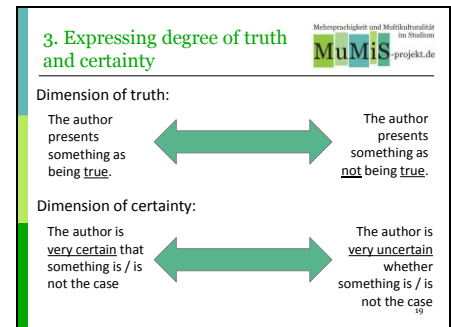 3. Expressing degree of truth
and certainty
Mehrsprachigkeit und Multikulturalität
im Studium
MuMiS-projekt.de
Dimension of truth:
The author
presents
something as
being true.
The author
presents
something as
not being true.
Dimension of certainty:
The author is
very certain that
something is / is
not the case
The author is
very uncertain
whether
something is / is
not the case
19